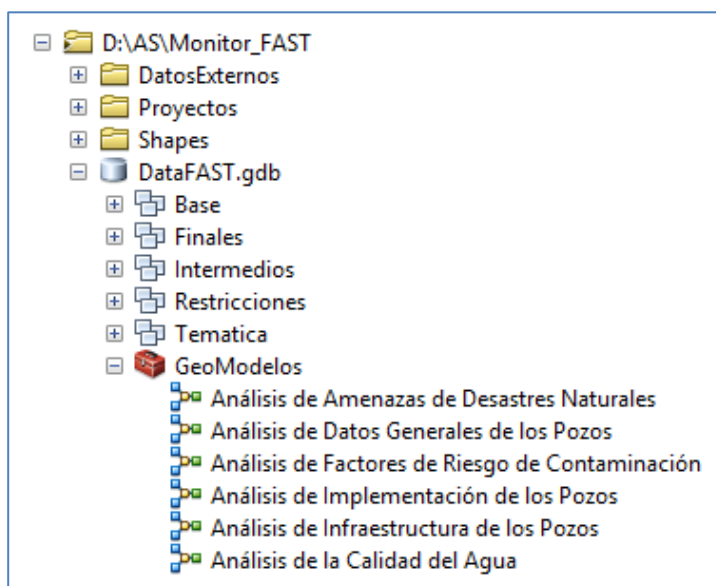 D:\AS\Monitor_FAST
DatosExternos
Proyectos
Shapes
DataFAST.gdb
Base
Finales
Intermedios
Restricciones
Tematica
GeoModelos
Análisis de Amenazas de Desastres Naturales
Análisis de Datos Generales de los Pozos
Análisis de Factores de Riesgo de Contaminación
Análisis de Implementación de los Pozos
Análisis de Infraestructura de los Pozos
Análisis de la Calidad del Agua